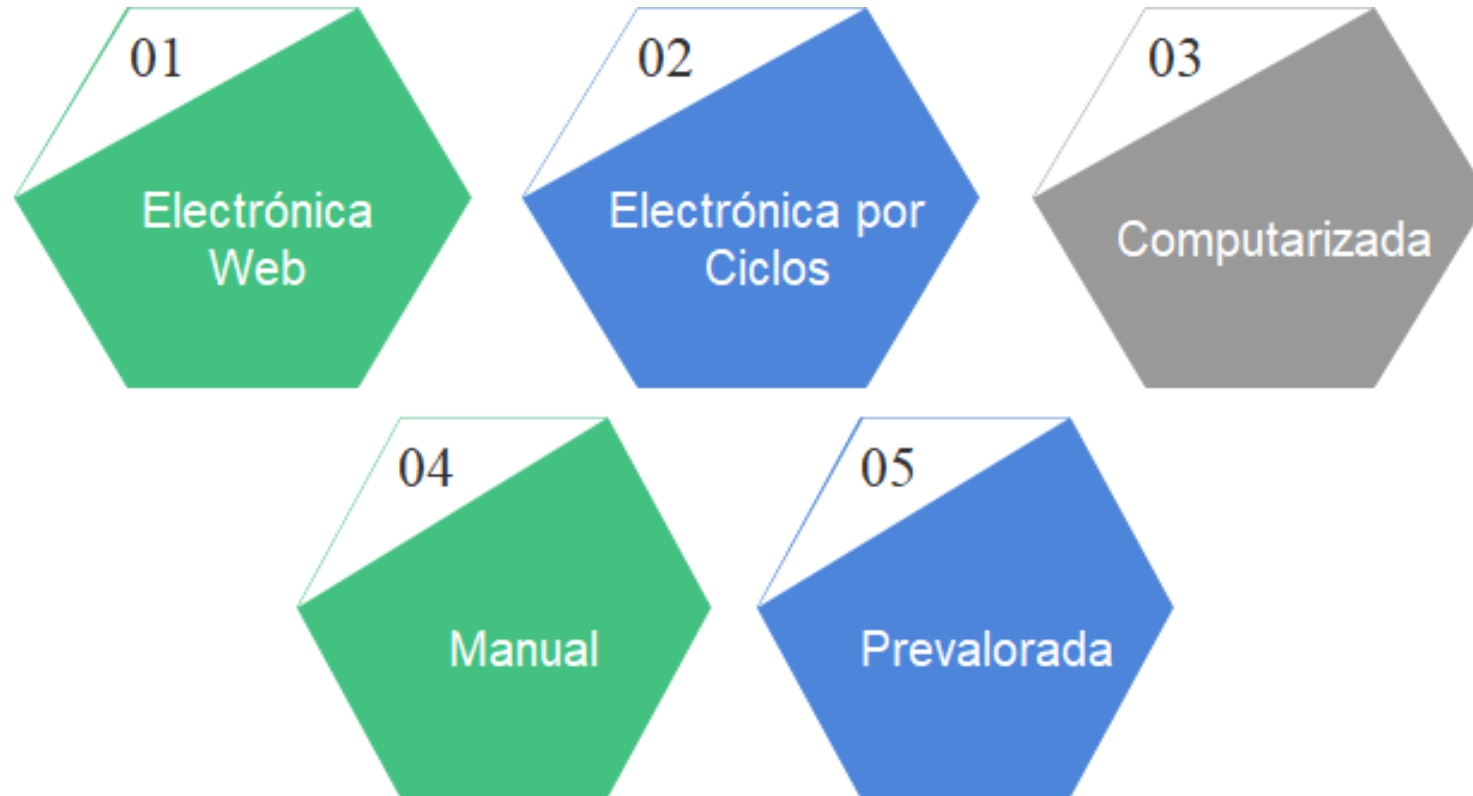 01
Electrónica
Web
02
Electrónica por
Ciclos
03
Computarizada
04
Manual
05
Prevalorada